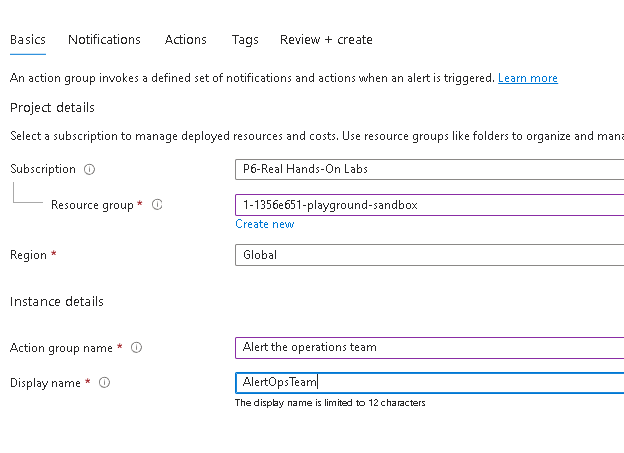 Basics Notifications Actions Tags Review + create
An action group invokes a defined set of notifications and actions when an alert is triggered. Learn more
Project details
Select a subscription to manage deployed resources and costs. Use resource groups like folders to organize and mana
Subscription P6-Real Hands-On Labs
Resource group * 1-1356e651-playground-sandbox
Create new
Region * Global
Instance details
Action group name * Alert the operations team
Display name * AlertOpsTeam
The display name is limited to 12 characters